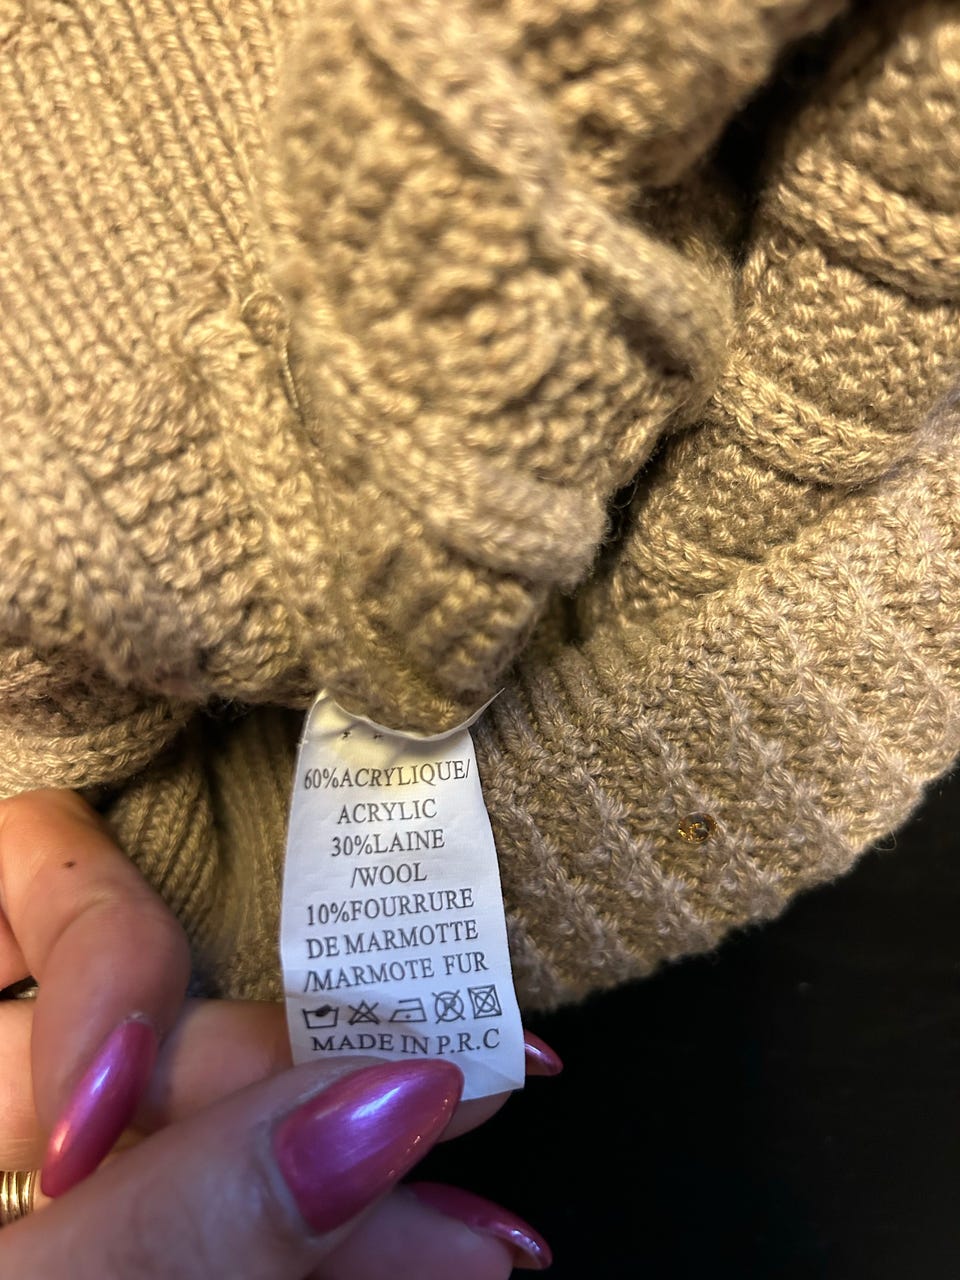 60%ACRYLIQUE/
ACRYLIC
30%LAINE
/WOOL
10%FOURRURE
DE MARMOTTE
/MARMOTE FUR
MADE IN P.R.C